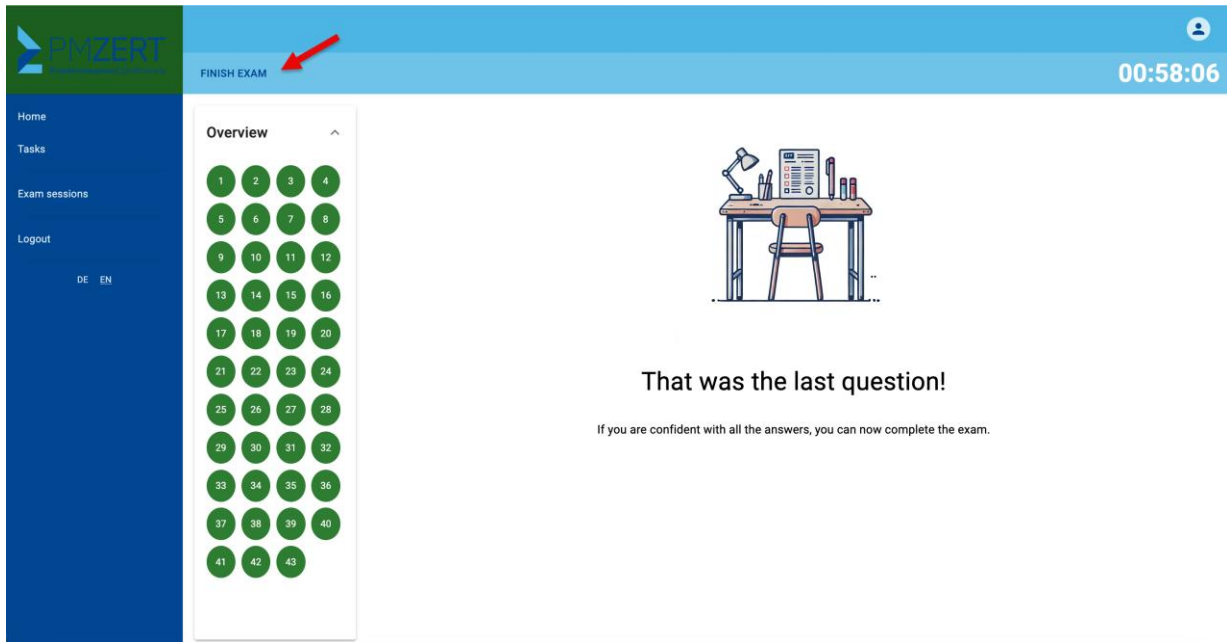 PMZERT
FINISH EXAM
00:58:06
Home
Tasks
Exam sessions
Logout
DE EN
Overview
1 2 3 4
5 6 7 8
9 10 11 12
13 14 15 16
17 18 19 20
21 22 23 24
25 26 27 28
29 30 31 32
33 34 35 36
37 38 39 40
41 42 43
That was the last question!
If you are confident with all the answers, you can now complete the exam.